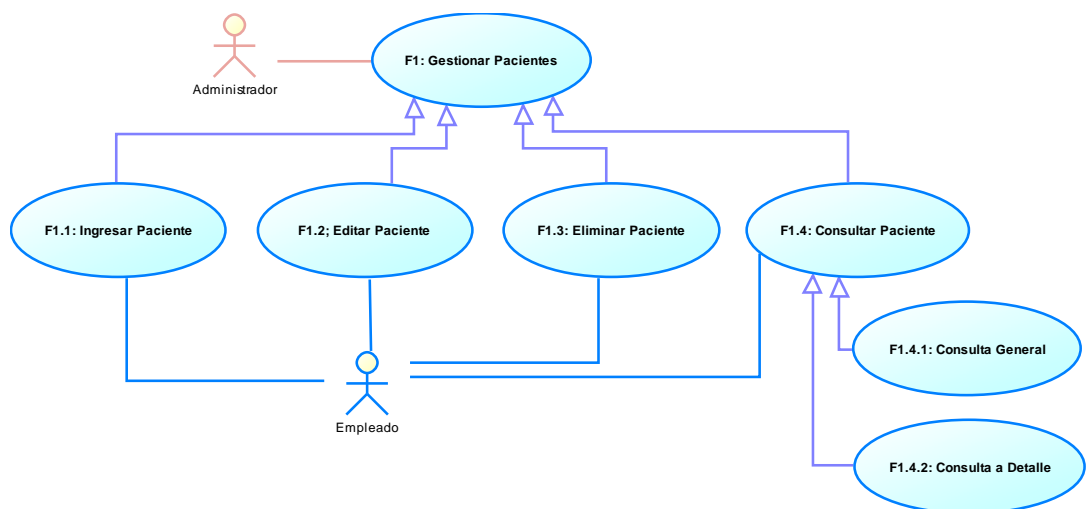 F1: Gestionar Pacientes
Administrador
F1.1: Ingresar Paciente
F1.2; Editar Paciente
F1.3: Eliminar Paciente
F1.4: Consultar Paciente
F1.4.1: Consulta General
Empleado
F1.4.2: Consulta a Detalle